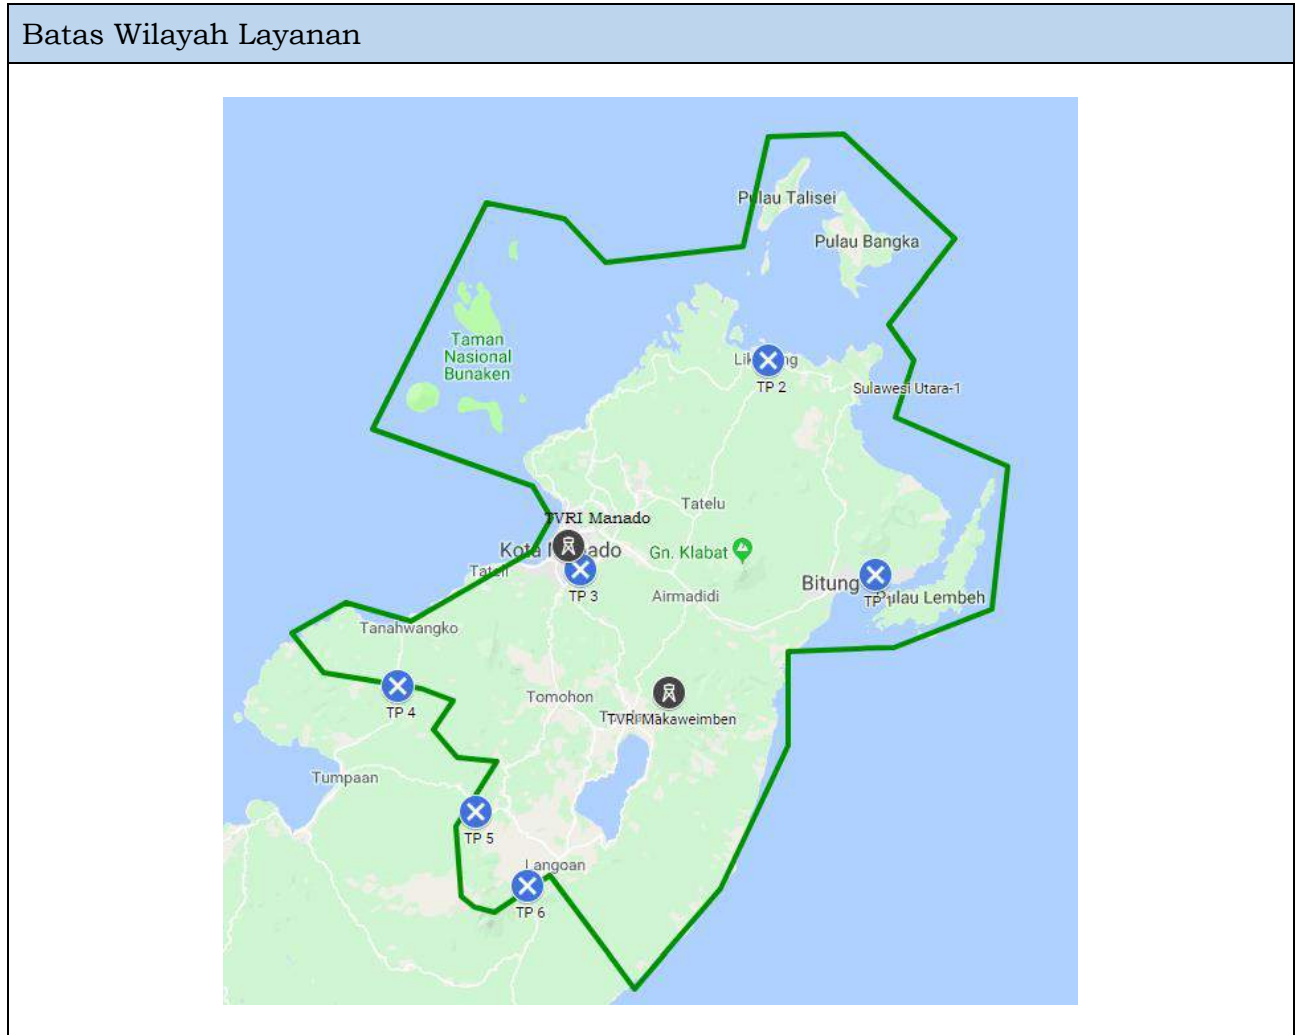 Batas Wilayah Layanan
Pulau Talisei
Pulau Bangka
Taman
Nasional
Bunaken
TP 2
Sulawesi Utara-1
Tatelu
TVRI Manado
Kota
Gn. Klabat
Bitung
TP 3
Airmadidi
Pulau Lembeh
Tanahwangko
TP 4
Tomohon
TVRI Makaweimben
Tumpaan
TP 5
Langoan
TP 6